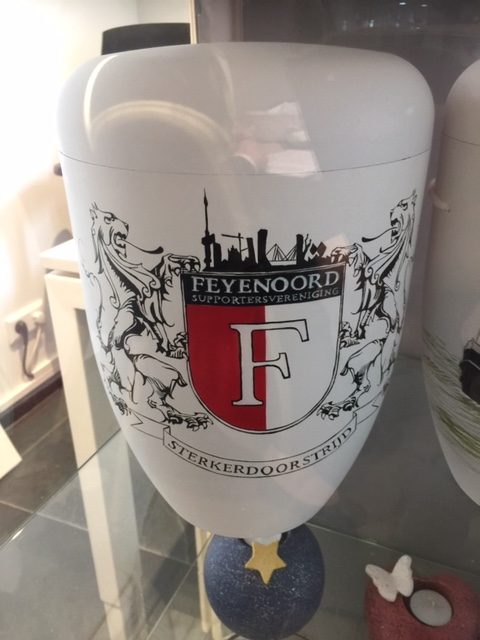 FEYENOORD
SUPPORTERSVERENIGING
F
STERKERDOORSTRIJD